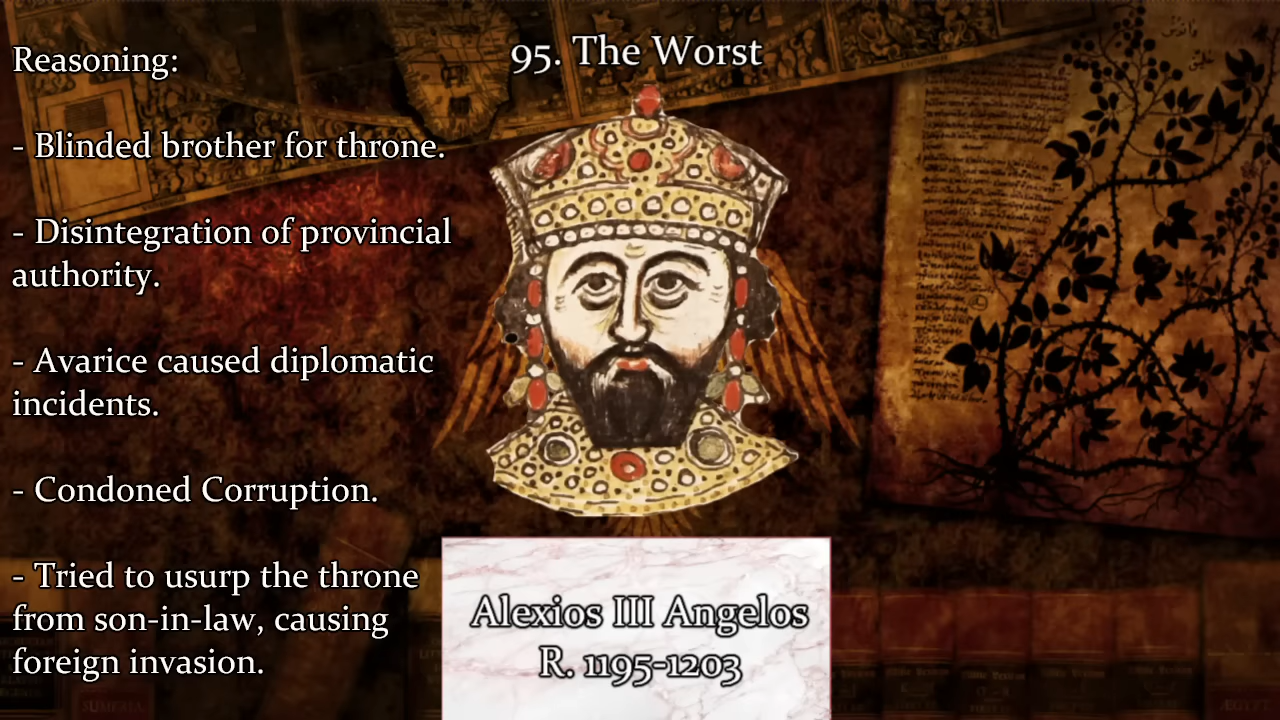 95. The Worst
Reasoning:
- Blinded brother for throne.
- Disintegration of provincial
authority.
- Avarice caused diplomatic
incidents.
- Condoned Corruption.
- Tried to usurp the throne
from son-in-law, causing
foreign invasion.
Alexios III Angelos
R. 1195-1203
SUMERIA